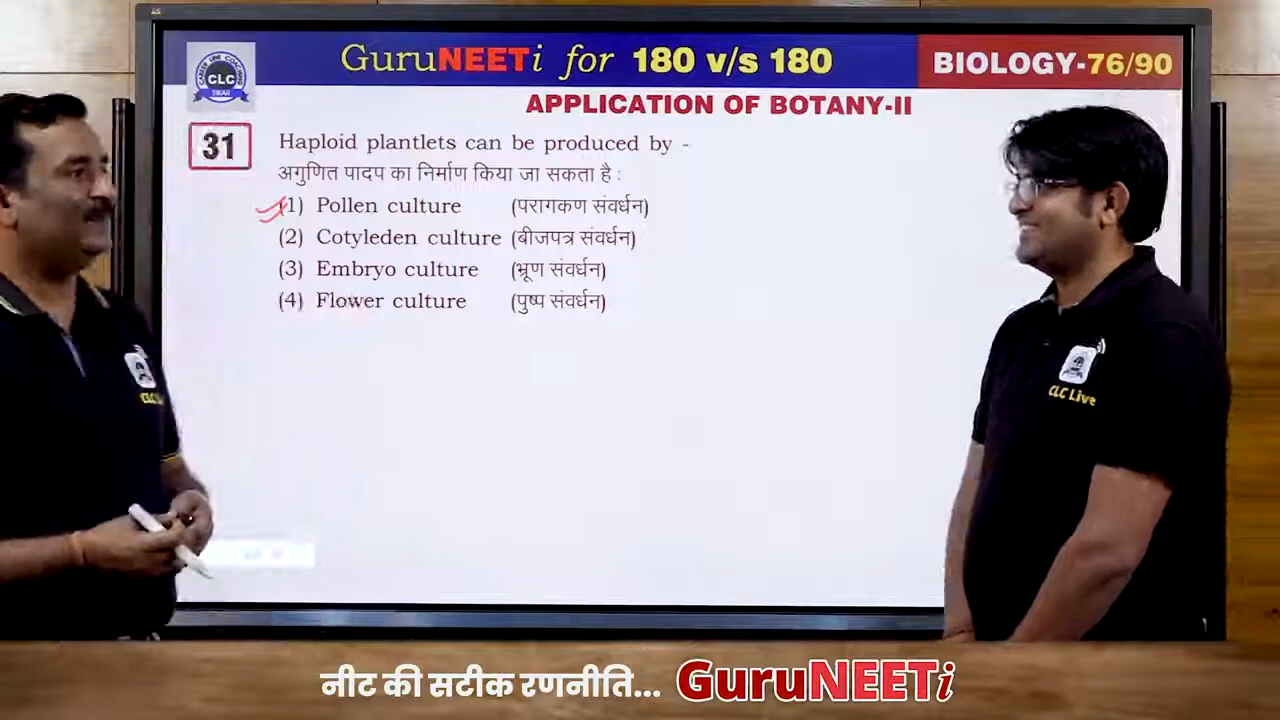 GuruNEETi for 180 v/s 180
BIOLOGY-76/90
CLC
APPLICATION OF BOTANY-II
31 Haploid plantlets can be produced by -
अगुणित पादप का निर्माण किया जा सकता है :
(1) Pollen culture (परागकण संवर्धन)
(2) Cotyleden culture (बीजपत्र संवर्धन)
(3) Embryo culture (भ्रूण संवर्धन)
(4) Flower culture (पुष्प संवर्धन)
CLC Live
नीट की सटीक रणनीति... GuruNEETi